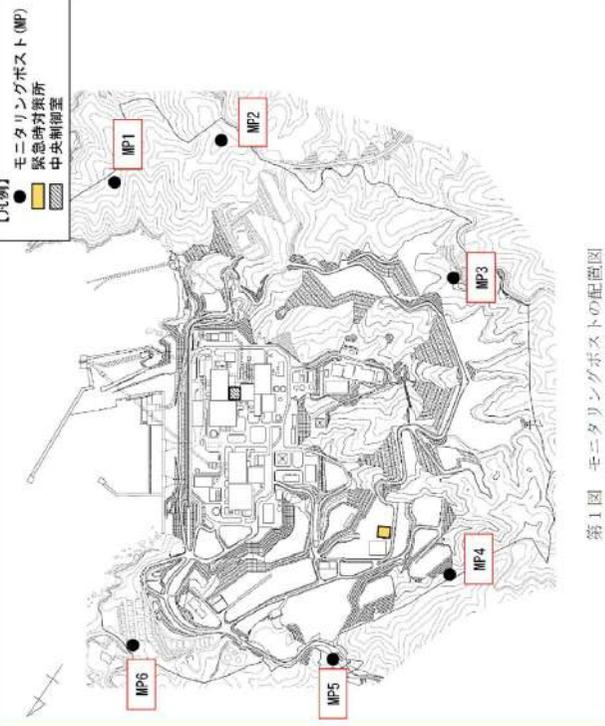 【凡例】
モニタリングポスト(MP)
緊急時対策所
中央制御室
MP1
MP2
MP3
MP4
MP5
MP6
第1図 モニタリングポストの配置図